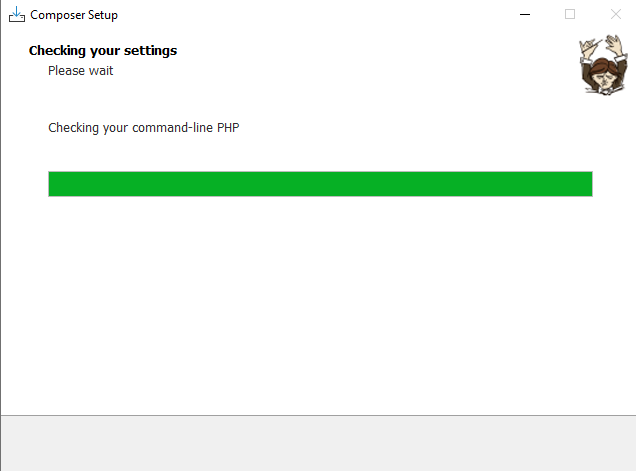 Composer Setup
Checking your settings
Please wait
Checking your command-line PHP